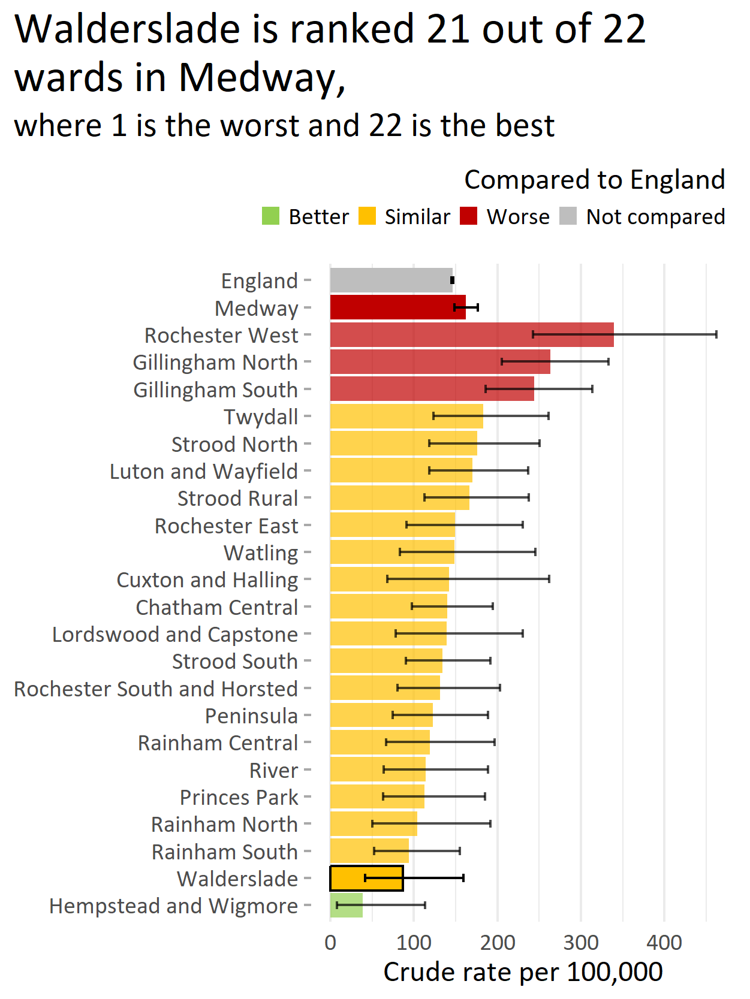 Walderslade is ranked 21 out of 22
wards in Medway,
where 1 is the worst and 22 is the best
Compared to England
Better Similar Worse Not compared
England
Medway
Rochester West
Gillingham North
Gillingham South
Twydall
Strood North
Luton and Wayfield
Strood Rural
Rochester East
Watling
Cuxton and Halling
Chatham Central
Lordswood and Capstone
Strood South
Rochester South and Horsted
Peninsula
Rainham Central
River
Princes Park
Rainham North
Rainham South
Walderslade
Hempstead and Wigmore
0 100 200 300 400
Crude rate per 100,000